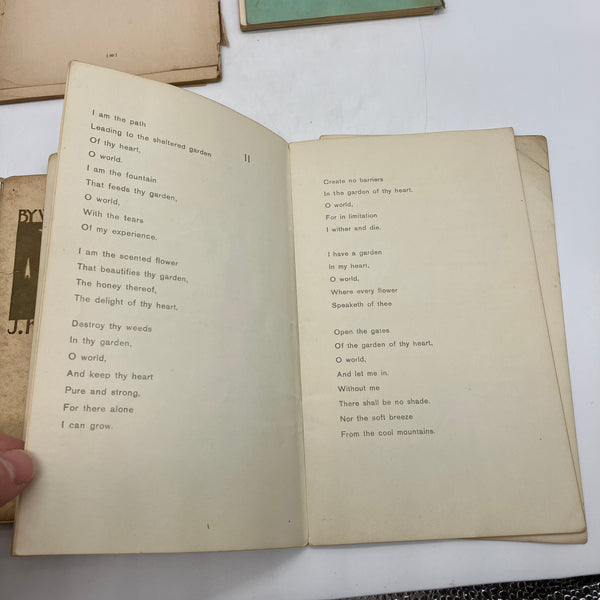 [ 50 ]
BY
J.
II
I am the path
Leading to the sheltered garden
Of thy heart,
O world.
I am the fountain
That feeds thy garden,
O world,
With the tears
Of my experience.
I am the scented flower
That beautifies thy garden,
The honey thereof,
The delight of thy heart.
Destroy thy weeds
In thy garden,
O world,
And keep thy heart
Pure and strong,
For there alone
I can grow.
Create no barriers
In the garden of thy heart.
O world,
For in limitation
I wither and die.
I have a garden
In my heart,
O world,
Where every flower
Speaketh of thee
Open the gates
Of the garden of thy heart,
O world,
And let me in.
Without me
There shall be no shade.
Nor the soft breeze
From the cool mountains.